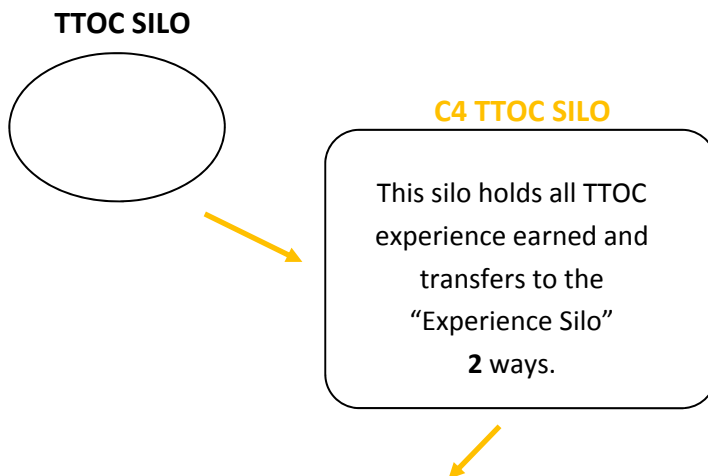 TTOC SILO
C4 TTOC SILO
This silo holds all TTOC
experience earned and
transfers to the
“Experience Silo”
2 ways.